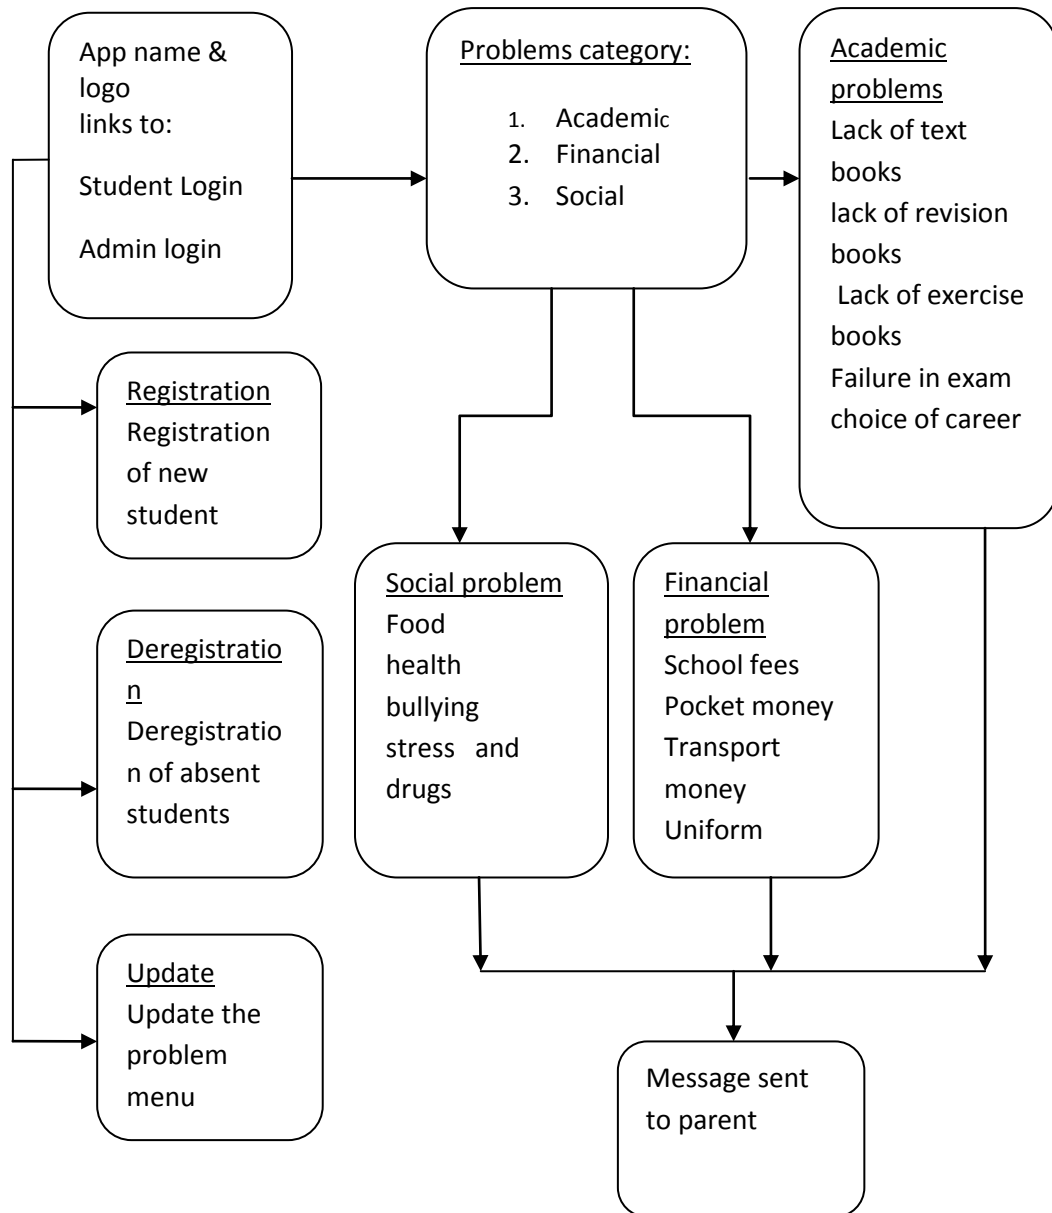 App name &
logo
links to:
Student Login
Admin login
Problems category:
1. Academic
2. Financial
3. Social
Academic
problems
Lack of text
books
lack of revision
books
Lack of exercise
books
Failure in exam
choice of career
Registration
Registration
of new
student
Social problem
Food
health
bullying
stress and
drugs
Financial
problem
School fees
Pocket money
Transport
money
Uniform
Deregistratio
n
Deregistratio
n of absent
students
Update
Update the
problem
menu
Message sent
to parent